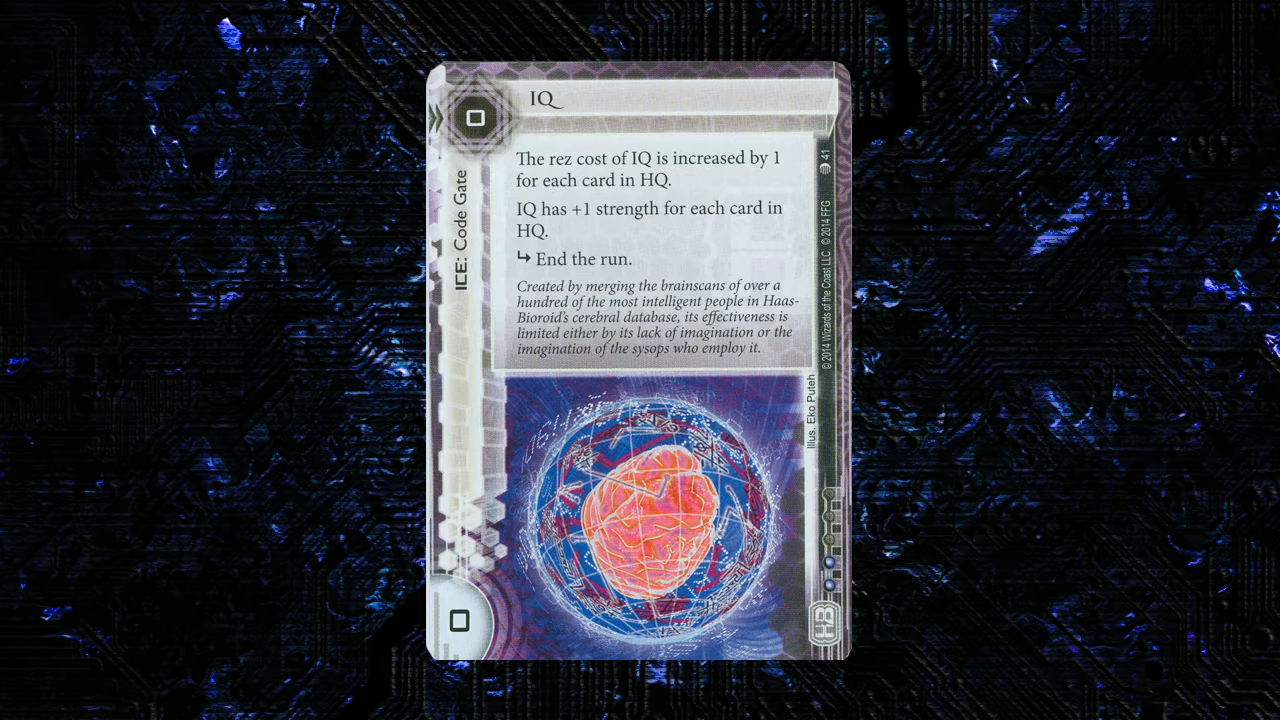 IQ
0
The rez cost of IQ is increased by 1
for each card in HQ.
IQ has +1 strength for each card in
HQ.
↳ End the run.
Created by merging the brainscans of over a
hundred of the most intelligent people in Haas-
Bioroid's cerebral database, its effectiveness is
limited either by its lack of imagination or the
imagination of the sysops who employ it.
ICE: Code Gate
0
41
© 2014 Wizards of the Coast LLC. © 2014 FFG
Illus. Eko Puteh
HB